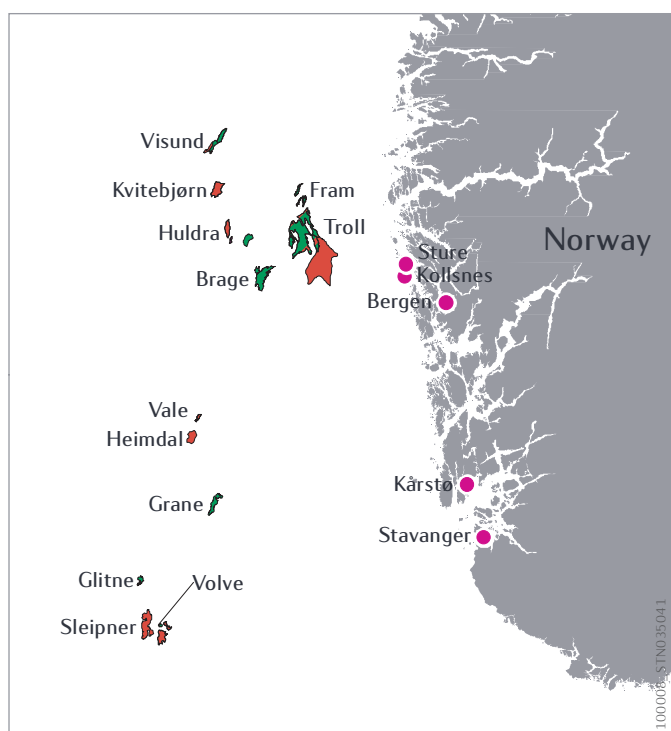 Visund
Kvitebjørn
Fram
Huldra
Troll
Norway
Sture
Brage
Kollsnes
Bergen
Vale
Heimdal
Kårstø
Grane
Stavanger
Glitne
Volve
Sleipner
100008_STN035041